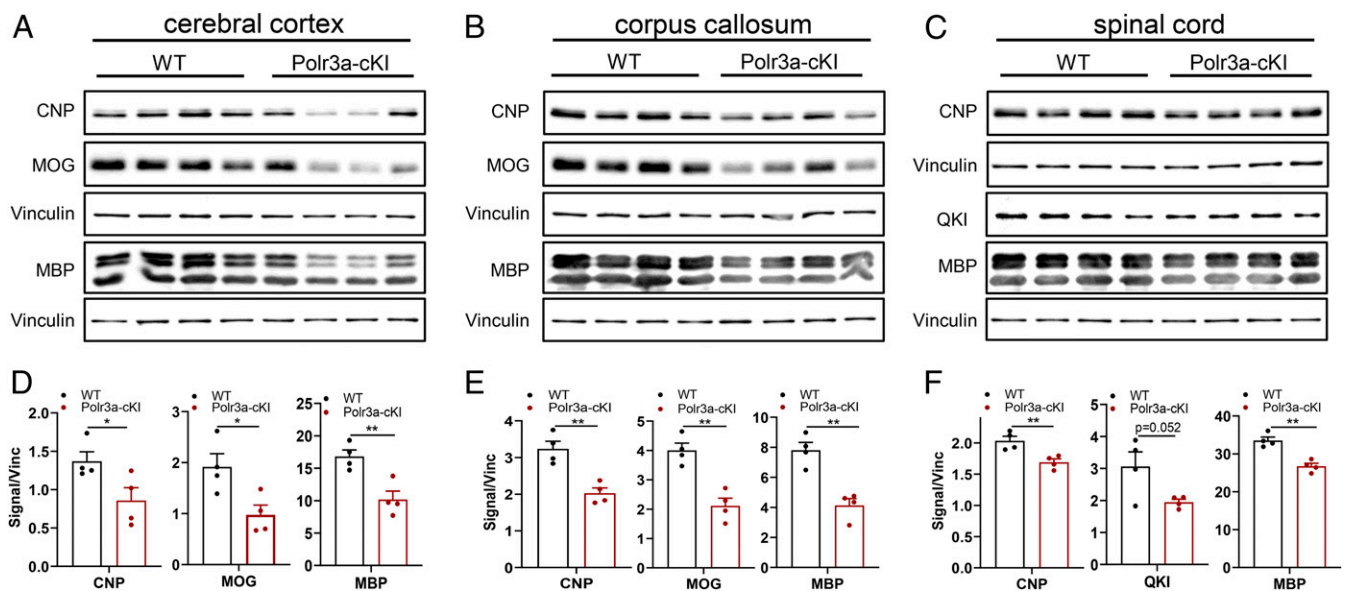 A cerebral cortex
WT Polr3a-cKI
CNP
MOG
Vinculin
MBP
Vinculin
B corpus callosum
WT Polr3a-cKI
CNP
MOG
Vinculin
MBP
Vinculin
C spinal cord
WT Polr3a-cKI
CNP
Vinculin
QKI
MBP
Vinculin
D
Signal/Vinc
WT
Polr3a-cKI
*
2.0
1.5
1.0
0.5
0.0
CNP
WT
Polr3a-cKI
*
3
2
1
0
MOG
WT
Polr3a-cKI
**
25
20
15
10
5
0
MBP
E
Signal/Vinc
WT
Polr3a-cKI
**
4
3
2
1
0
CNP
WT
Polr3a-cKI
**
5
4
3
2
1
0
MOG
WT
Polr3a-cKI
**
10
8
6
4
2
0
MBP
F
Signal/Vinc
WT
Polr3a-cKI
**
2.0
1.5
1.0
0.5
0.0
CNP
WT
Polr3a-cKI
p=0.052
5
4
3
2
1
0
QKI
WT
Polr3a-cKI
**
40
30
20
10
0
MBP